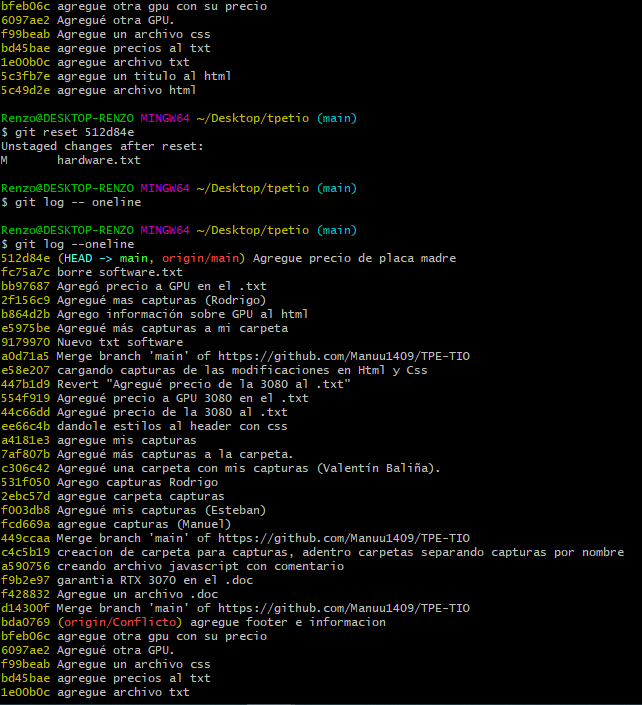 bfeb06c agregue otra gpu con su precio
6097ae2 Agregué otra GPU.
f99beab Agregue un archivo css
bd45bae agregue precios al txt
1e00b0c agregue archivo txt
5c3fb7e agregue un titulo al html
5c49d2e agregue archivo html
Renzo@DESKTOP-RENZO MINGW64 ~/Desktop/tpetio (main)
$ git reset 512d84e
Unstaged changes after reset:
M       hardware.txt
Renzo@DESKTOP-RENZO MINGW64 ~/Desktop/tpetio (main)
$ git log -- oneline
Renzo@DESKTOP-RENZO MINGW64 ~/Desktop/tpetio (main)
$ git log --oneline
512d84e (HEAD -> main, origin/main) Agregue precio de placa madre
fc75a7c borre software.txt
bb97687 Agregó precio a GPU en el .txt
2f156c9 Agregué mas capturas (Rodrigo)
b864d2b Agrego información sobre GPU al html
e5975be Agregué más capturas a mi carpeta
9179970 Nuevo txt software
a0d71a5 Merge branch 'main' of https://github.com/Manuu1409/TPE-TIO
e58e207 cargando capturas de las modificaciones en Html y Css
447b1d9 Revert "Agregué precio de la 3080 al .txt"
554f919 Agregué precio a GPU 3080 en el .txt
44c66dd Agregué precio de la 3080 al .txt
ee66c4b dandole estilos al header con css
a4181e3 agregue mis capturas
7af807b Agregué más capturas a la carpeta.
c306c42 Agregué una carpeta con mis capturas (Valentín Baliña).
531f050 Agrego capturas Rodrigo
2ebc57d agregue carpeta capturas
f003db8 Agregué mis capturas (Esteban)
fcd669a agregue capturas (Manuel)
449ccaa Merge branch 'main' of https://github.com/Manuu1409/TPE-TIO
c4c5b19 creacion de carpeta para capturas, adentro carpetas separando capturas por nombre
a590756 creando archivo javascript con comentario
f9b2e97 garantia RTX 3070 en el .doc
f428832 Agregue un archivo .doc
d14300f Merge branch 'main' of https://github.com/Manuu1409/TPE-TIO
bda0769 (origin/Conflicto) agregue footer e informacion
bfeb06c agregue otra gpu con su precio
6097ae2 Agregué otra GPU.
f99beab Agregue un archivo css
bd45bae agregue precios al txt
1e00b0c agregue archivo txt